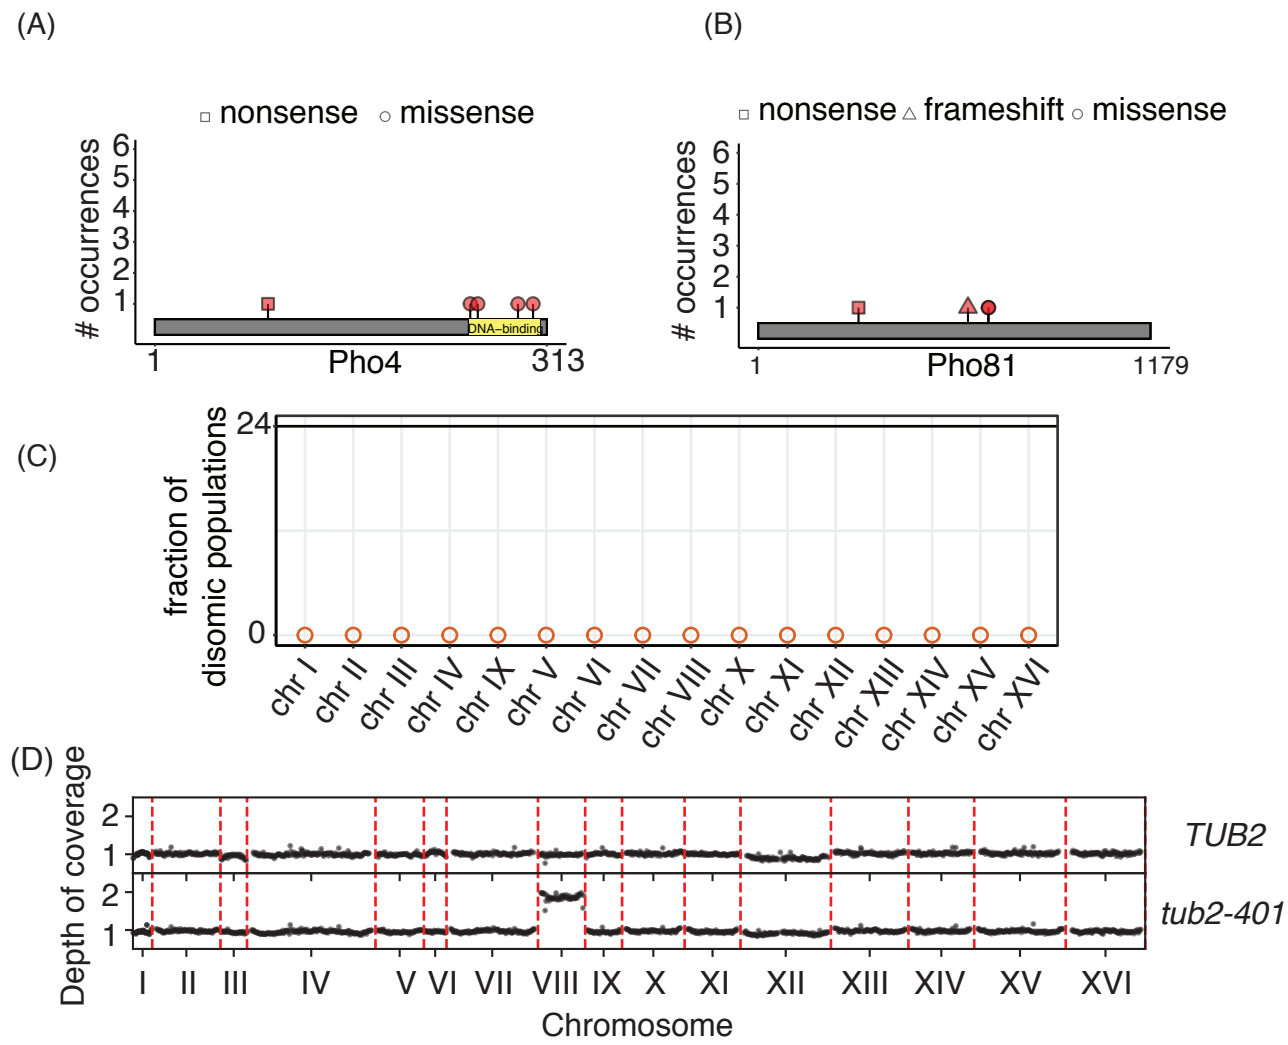 (A)
nonsense missense
# occurrences
6
5
4
3
2
1
DNA−binding
1 Pho4 313
(B)
nonsense frameshift missense
# occurrences
6
5
4
3
2
1
1 Pho81 1179
(C)
fraction of
disomic populations
24
0
chr I chr II chr III chr IV chr IX chr V chr VI chr VII chr VIII chr X chr XI chr XII chr XIII chr XIV chr XV chr XVI
(D)
Depth of coverage
2
1
TUB2
2
1
tub2-401
I II III IV V VI VII VIII IX X XI XII XIII XIV XV XVI
Chromosome